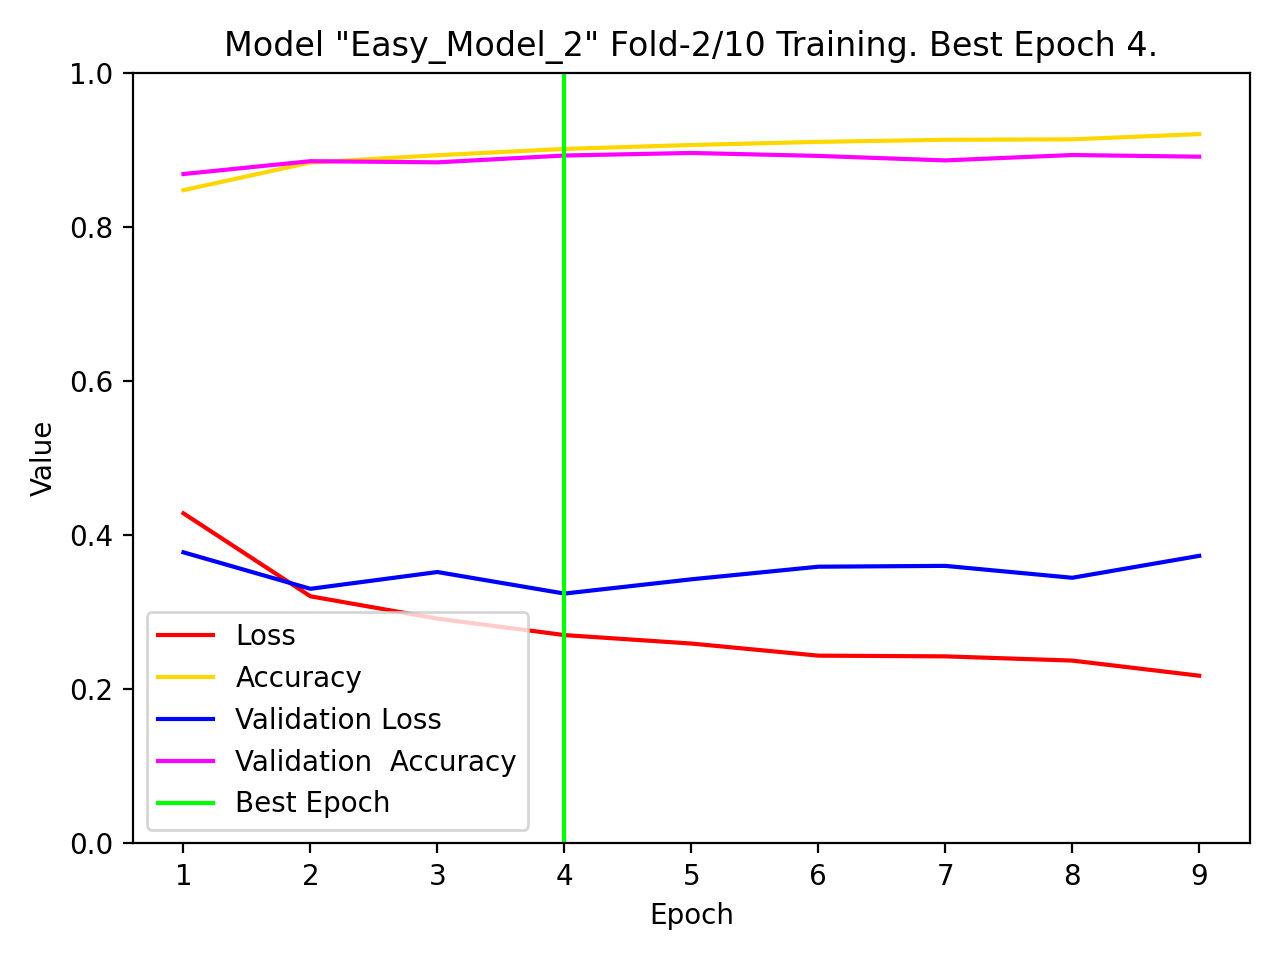 Model "Easy_Model_2" Fold-2/10 Training. Best Epoch 4.
1.0
0.8
0.6
0.4
0.2
0.0
Value
Loss
Accuracy
Validation Loss
Validation  Accuracy
Best Epoch
1 2 3 4 5 6 7 8 9
Epoch